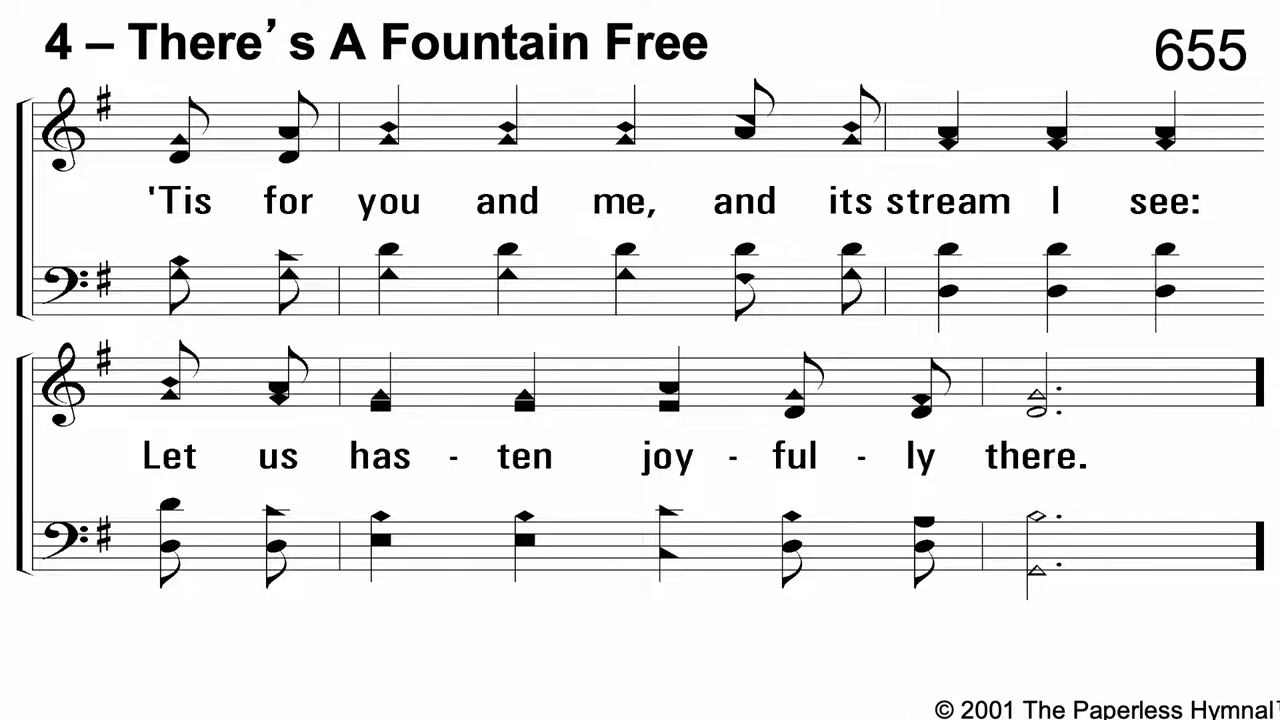 4 – There’s A Fountain Free
655
'Tis for you and me, and its stream I see:
Let us has - ten joy - ful - ly there.
© 2001 The Paperless Hymnal™